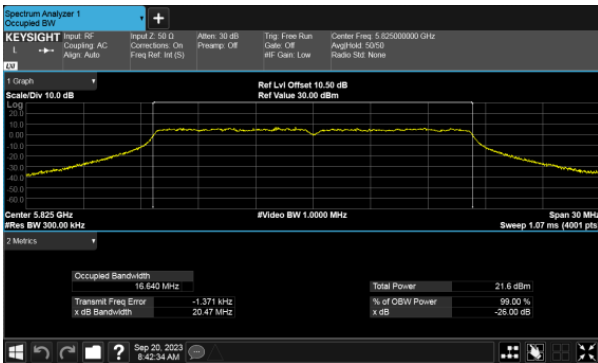 Spectrum Analyzer 1
Occupied BW
+
KEYSIGHT
L
Input: RF
Coupling: AC
Align: Auto
Input Z: 50 Ω
Corrections: On
Freq Ref: Int (S)
Atten: 30 dB
Preamp: Off
Trig: Free Run
Gate: Off
#IF Gain: Low
Center Freq: 5.825000000 GHz
Avg|Hold: 50/50
Radio Std: None
1 Graph
Scale/Div 10.0 dB
Ref Lvl Offset 10.50 dB
Ref Value 30.00 dBm
Log
20.0
10.0
0.00
-10.0
-20.0
-30.0
-40.0
-50.0
-60.0
Center 5.825 GHz
#Res BW 300.00 kHz
#Video BW 1.0000 MHz
Span 30 MHz
Sweep 1.07 ms (4001 pts
2 Metrics
Occupied Bandwidth
16.640 MHz
Transmit Freq Error -1.371 kHz
x dB Bandwidth 20.47 MHz
Total Power 21.6 dBm
% of OBW Power 99.00 %
x dB -26.00 dB
?
Sep 20, 2023
8:42:34 AM